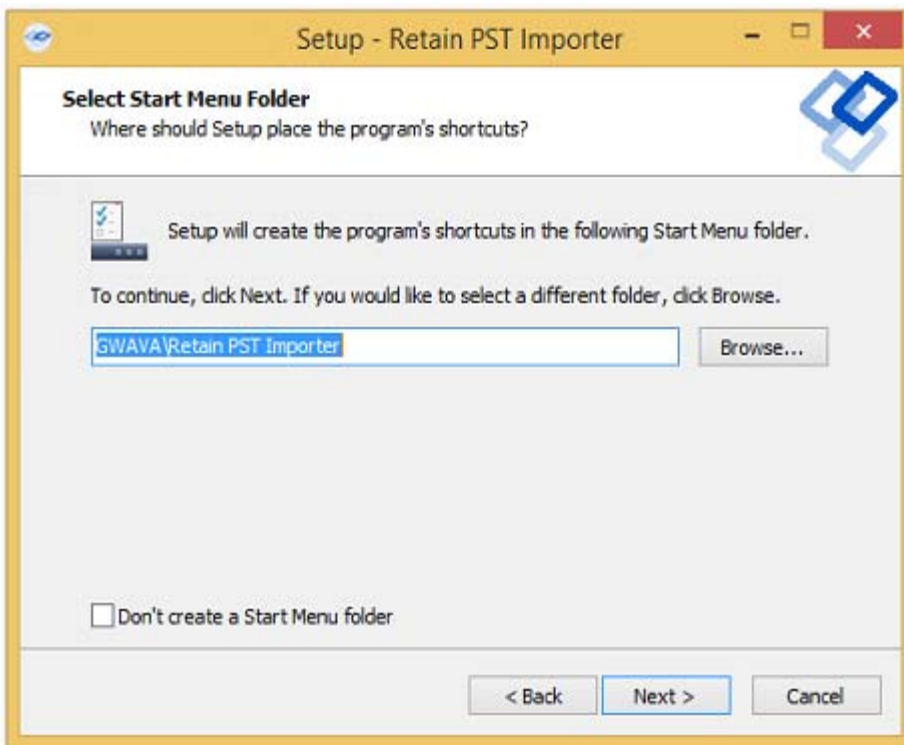 Setup - Retain PST Importer
Select Start Menu Folder
Where should Setup place the program's shortcuts?
Setup will create the program's shortcuts in the following Start Menu folder.
To continue, click Next. If you would like to select a different folder, click Browse.
GWAVA\Retain PST Importer
Browse...
Don't create a Start Menu folder
< Back
Next >
Cancel